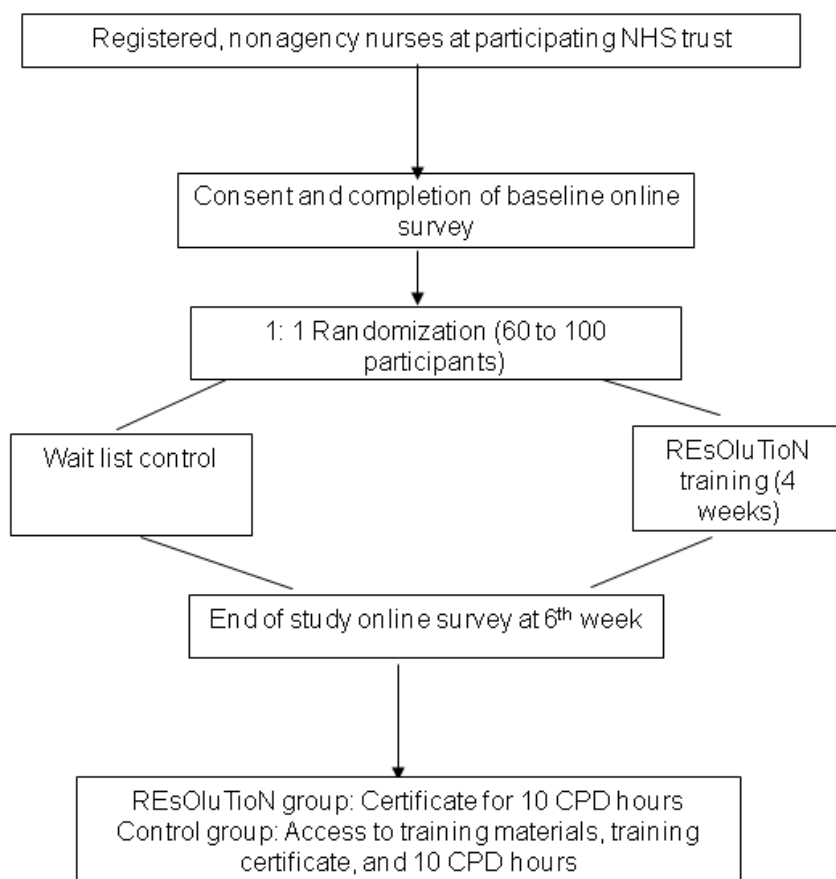 Registered, nonagency nurses at participating NHS trust
Consent and completion of baseline online
survey
1: 1 Randomization (60 to 100
participants)
Wait list control
REsOluTioN
training (4
weeks)
End of study online survey at 6th week
REsOluTioN group: Certificate for 10 CPD hours
Control group: Access to training materials, training
certificate, and 10 CPD hours